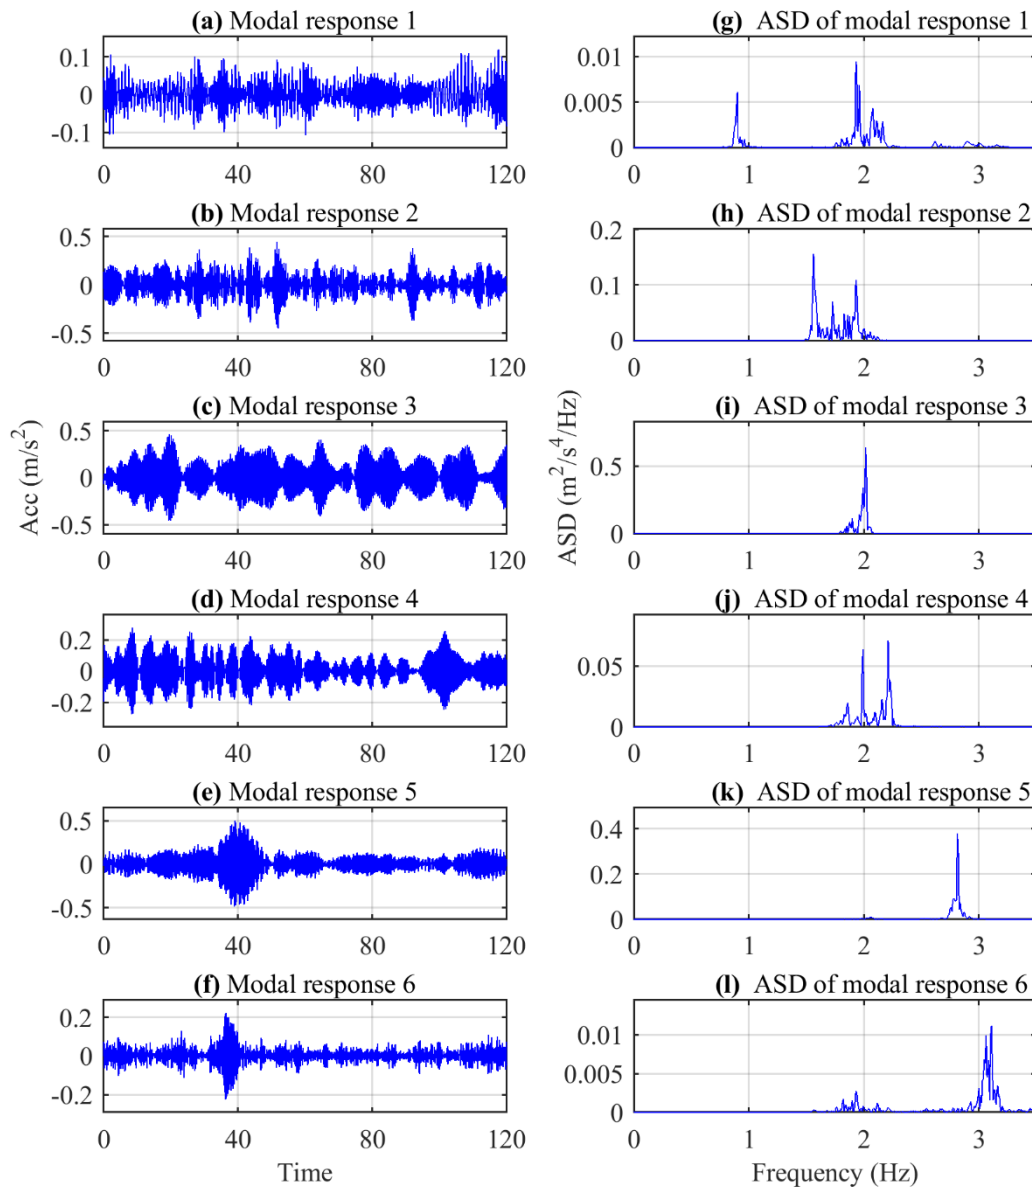 (a) Modal response 1
(g) ASD of modal response 1
0.1
0
-0.1
0 40 80 120
0.01
0.005
0
0 1 2 3
(b) Modal response 2
(h) ASD of modal response 2
0.5
0
-0.5
0 40 80 120
0.2
0.1
0
0 1 2 3
(c) Modal response 3
(i) ASD of modal response 3
0.5
0
-0.5
0 40 80 120
0.5
0
0 1 2 3
Acc (m/s²)
ASD (m²/s⁴/Hz)
(d) Modal response 4
(j) ASD of modal response 4
0.2
0
-0.2
0 40 80 120
0.05
0
0 1 2 3
(e) Modal response 5
(k) ASD of modal response 5
0.5
0
-0.5
0 40 80 120
0.4
0.2
0
0 1 2 3
(f) Modal response 6
(l) ASD of modal response 6
0.2
0
-0.2
0 40 80 120
0.01
0.005
0
0 1 2 3
Time
Frequency (Hz)